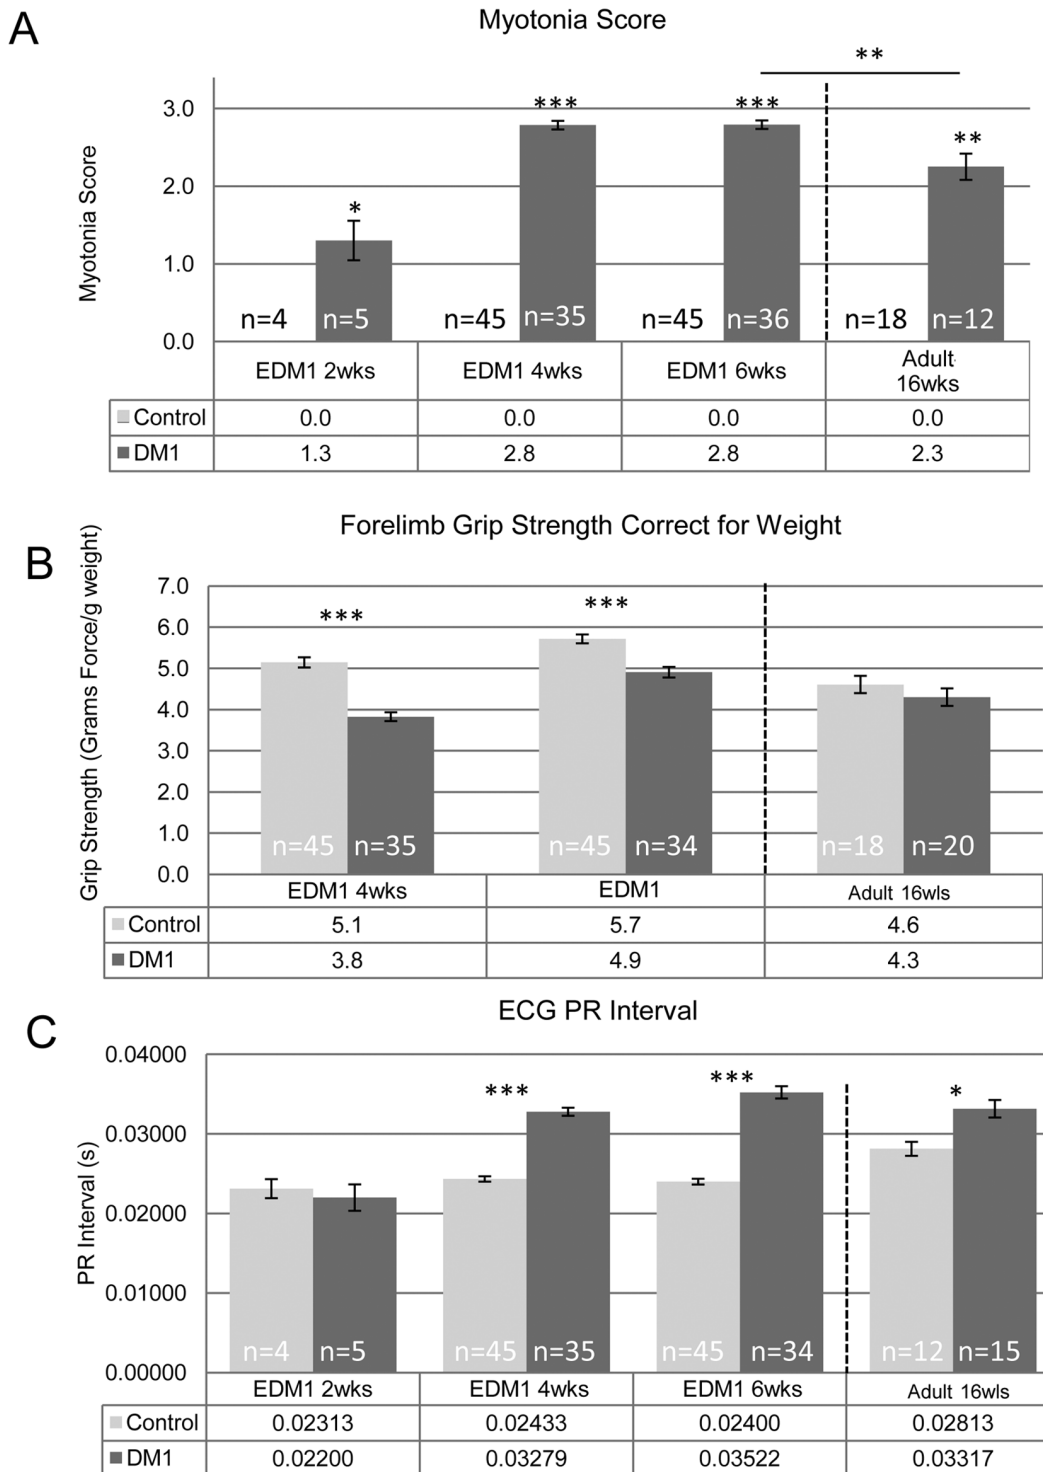 A
Myotonia Score
**
*** ***
**
*
3.0
2.0
1.0
0.0
Myotonia Score
n=4 n=5 n=45 n=35 n=45 n=36 n=18 n=12
EDM1 2wks EDM1 4wks EDM1 6wks Adult 16wks
Control 0.0 0.0 0.0 0.0
DM1 1.3 2.8 2.8 2.3
B
Forelimb Grip Strength Correct for Weight
Grip Strength (Grams Force/g weight)
7.0
6.0
5.0
4.0
3.0
2.0
1.0
0.0
*** ***
n=45 n=35 n=45 n=34 n=18 n=20
EDM1 4wks EDM1 Adult 16wls
Control 5.1 5.7 4.6
DM1 3.8 4.9 4.3
C
ECG PR Interval
PR Interval (s)
0.04000
0.03000
0.02000
0.01000
0.00000
*** *** *
n=4 n=5 n=45 n=35 n=45 n=34 n=12 n=15
EDM1 2wks EDM1 4wks EDM1 6wks Adult 16wls
Control 0.02313 0.02433 0.02400 0.02813
DM1 0.02200 0.03279 0.03522 0.03317